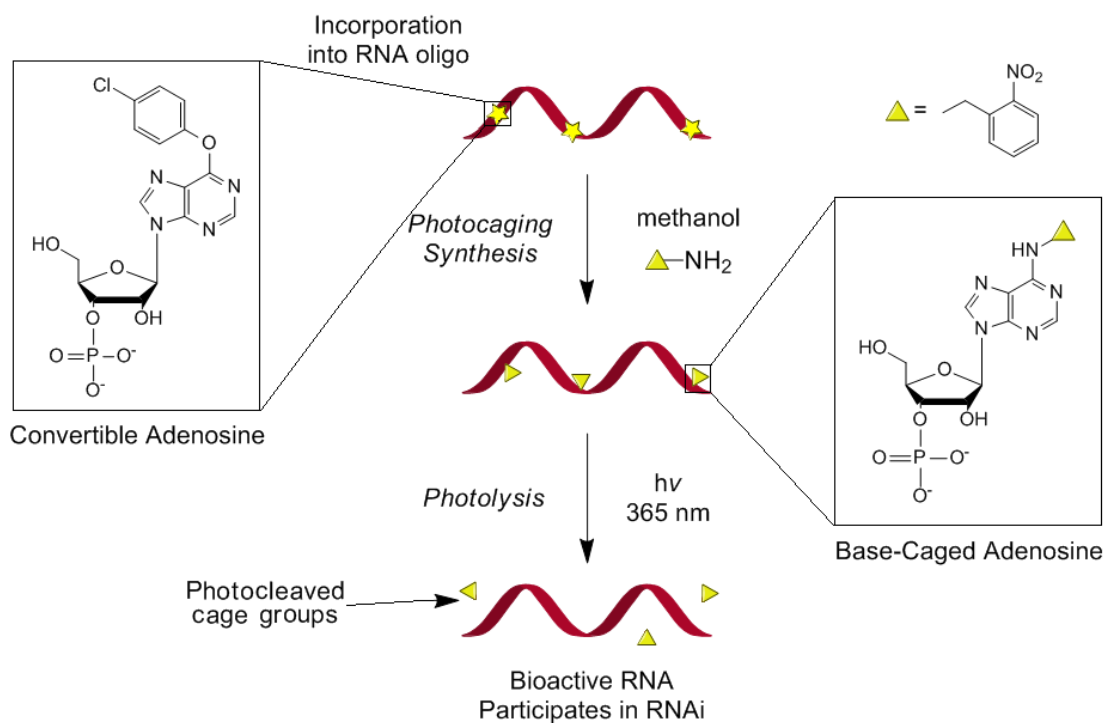 Incorporation
into RNA oligo
Cl
O
N
N
N
N
HO
O
O
OH
O=P-O-
O-
Convertible Adenosine
NO2
=
Photocaging
Synthesis
methanol
-NH2
HN
N
N
N
N
HO
O
O
OH
O=P-O-
O-
Base-Caged Adenosine
Photolysis
hν
365 nm
Photocleaved
cage groups
Bioactive RNA
Participates in RNAi